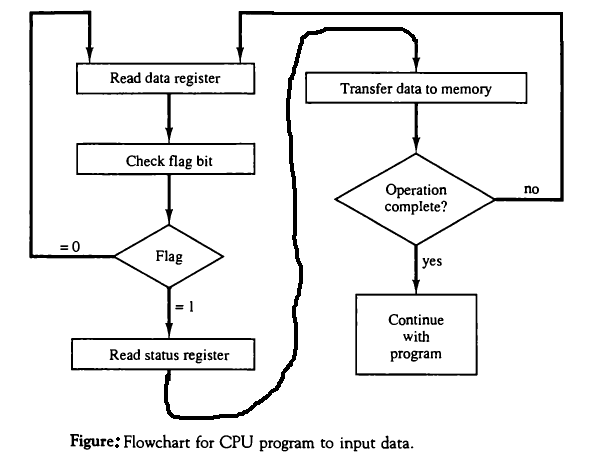 Read data register
Check flag bit
Flag
= 0
= 1
Read status register
Transfer data to memory
Operation
complete?
no
yes
Continue
with
program
Figure: Flowchart for CPU program to input data.